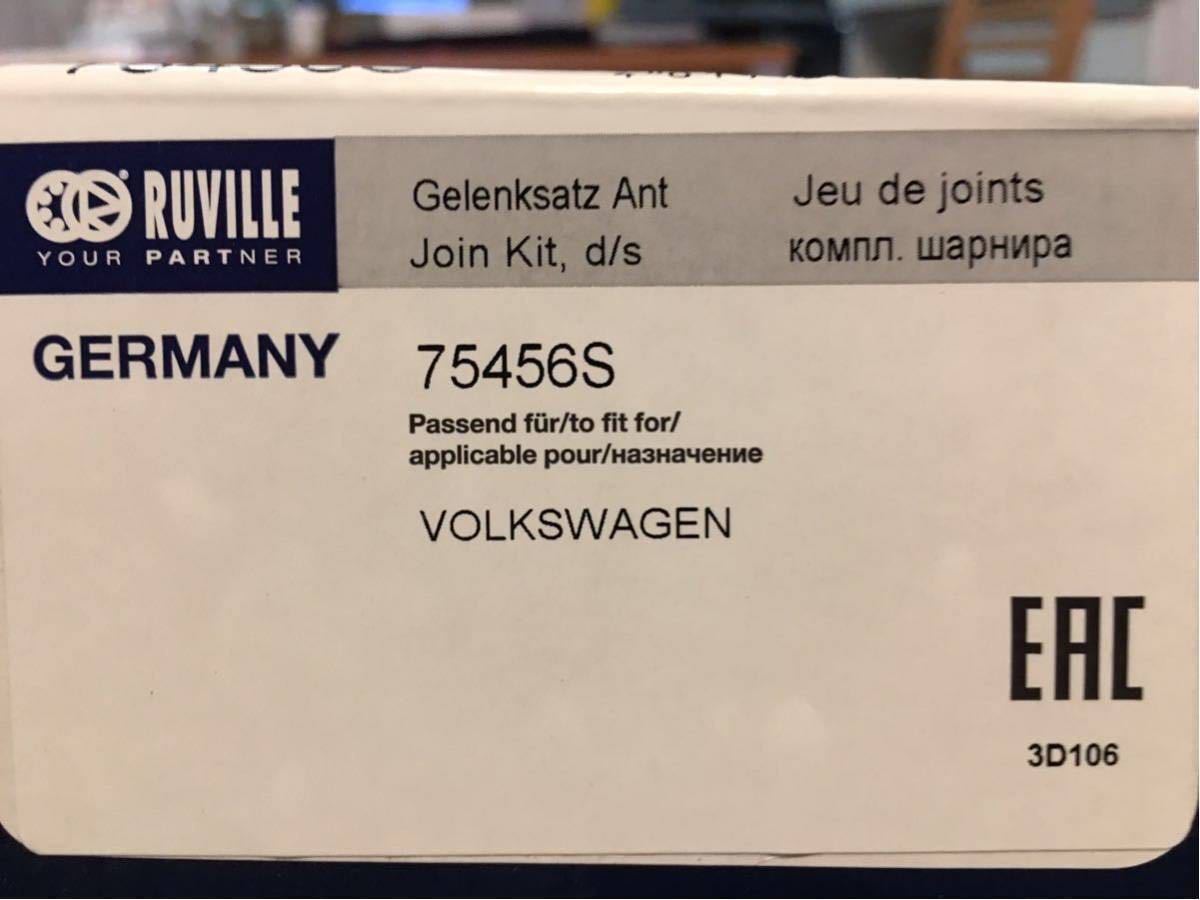 RUVILLE
YOUR PARTNER
Gelenksatz Ant
Jeu de joints
Join Kit, d/s
компл. шарнира
GERMANY
75456S
Passend für/to fit for/
applicable pour/назначение
VOLKSWAGEN
EAC
3D106